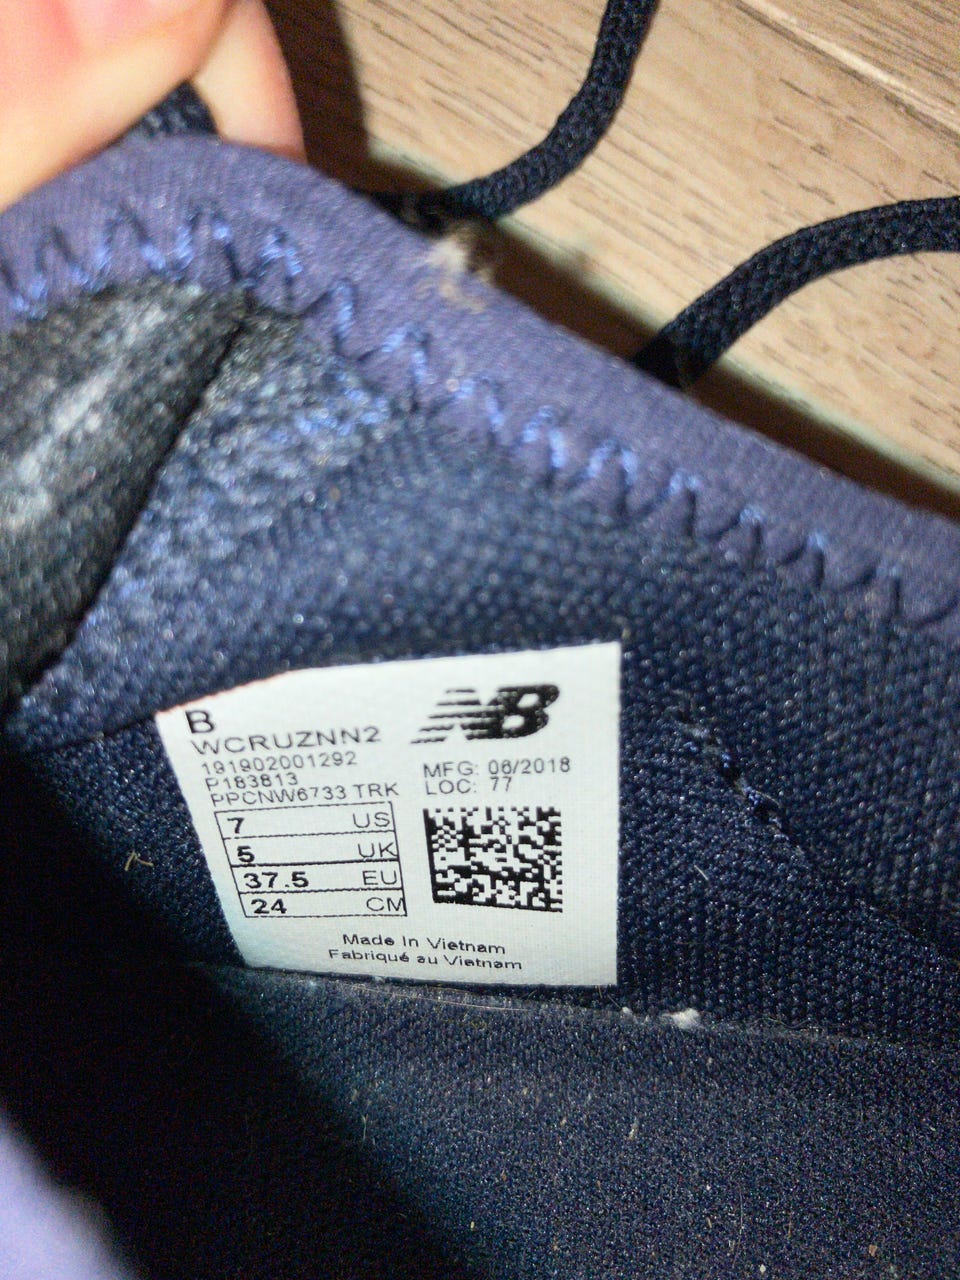 B
WCRUZNN2
191902001292
P183813
PPCNW6733 TRK
NB
MFG: 06/2018
LOC: 77
7 US
5 UK
37.5 EU
24 CM
Made In Vietnam
Fabriqué au Vietnam